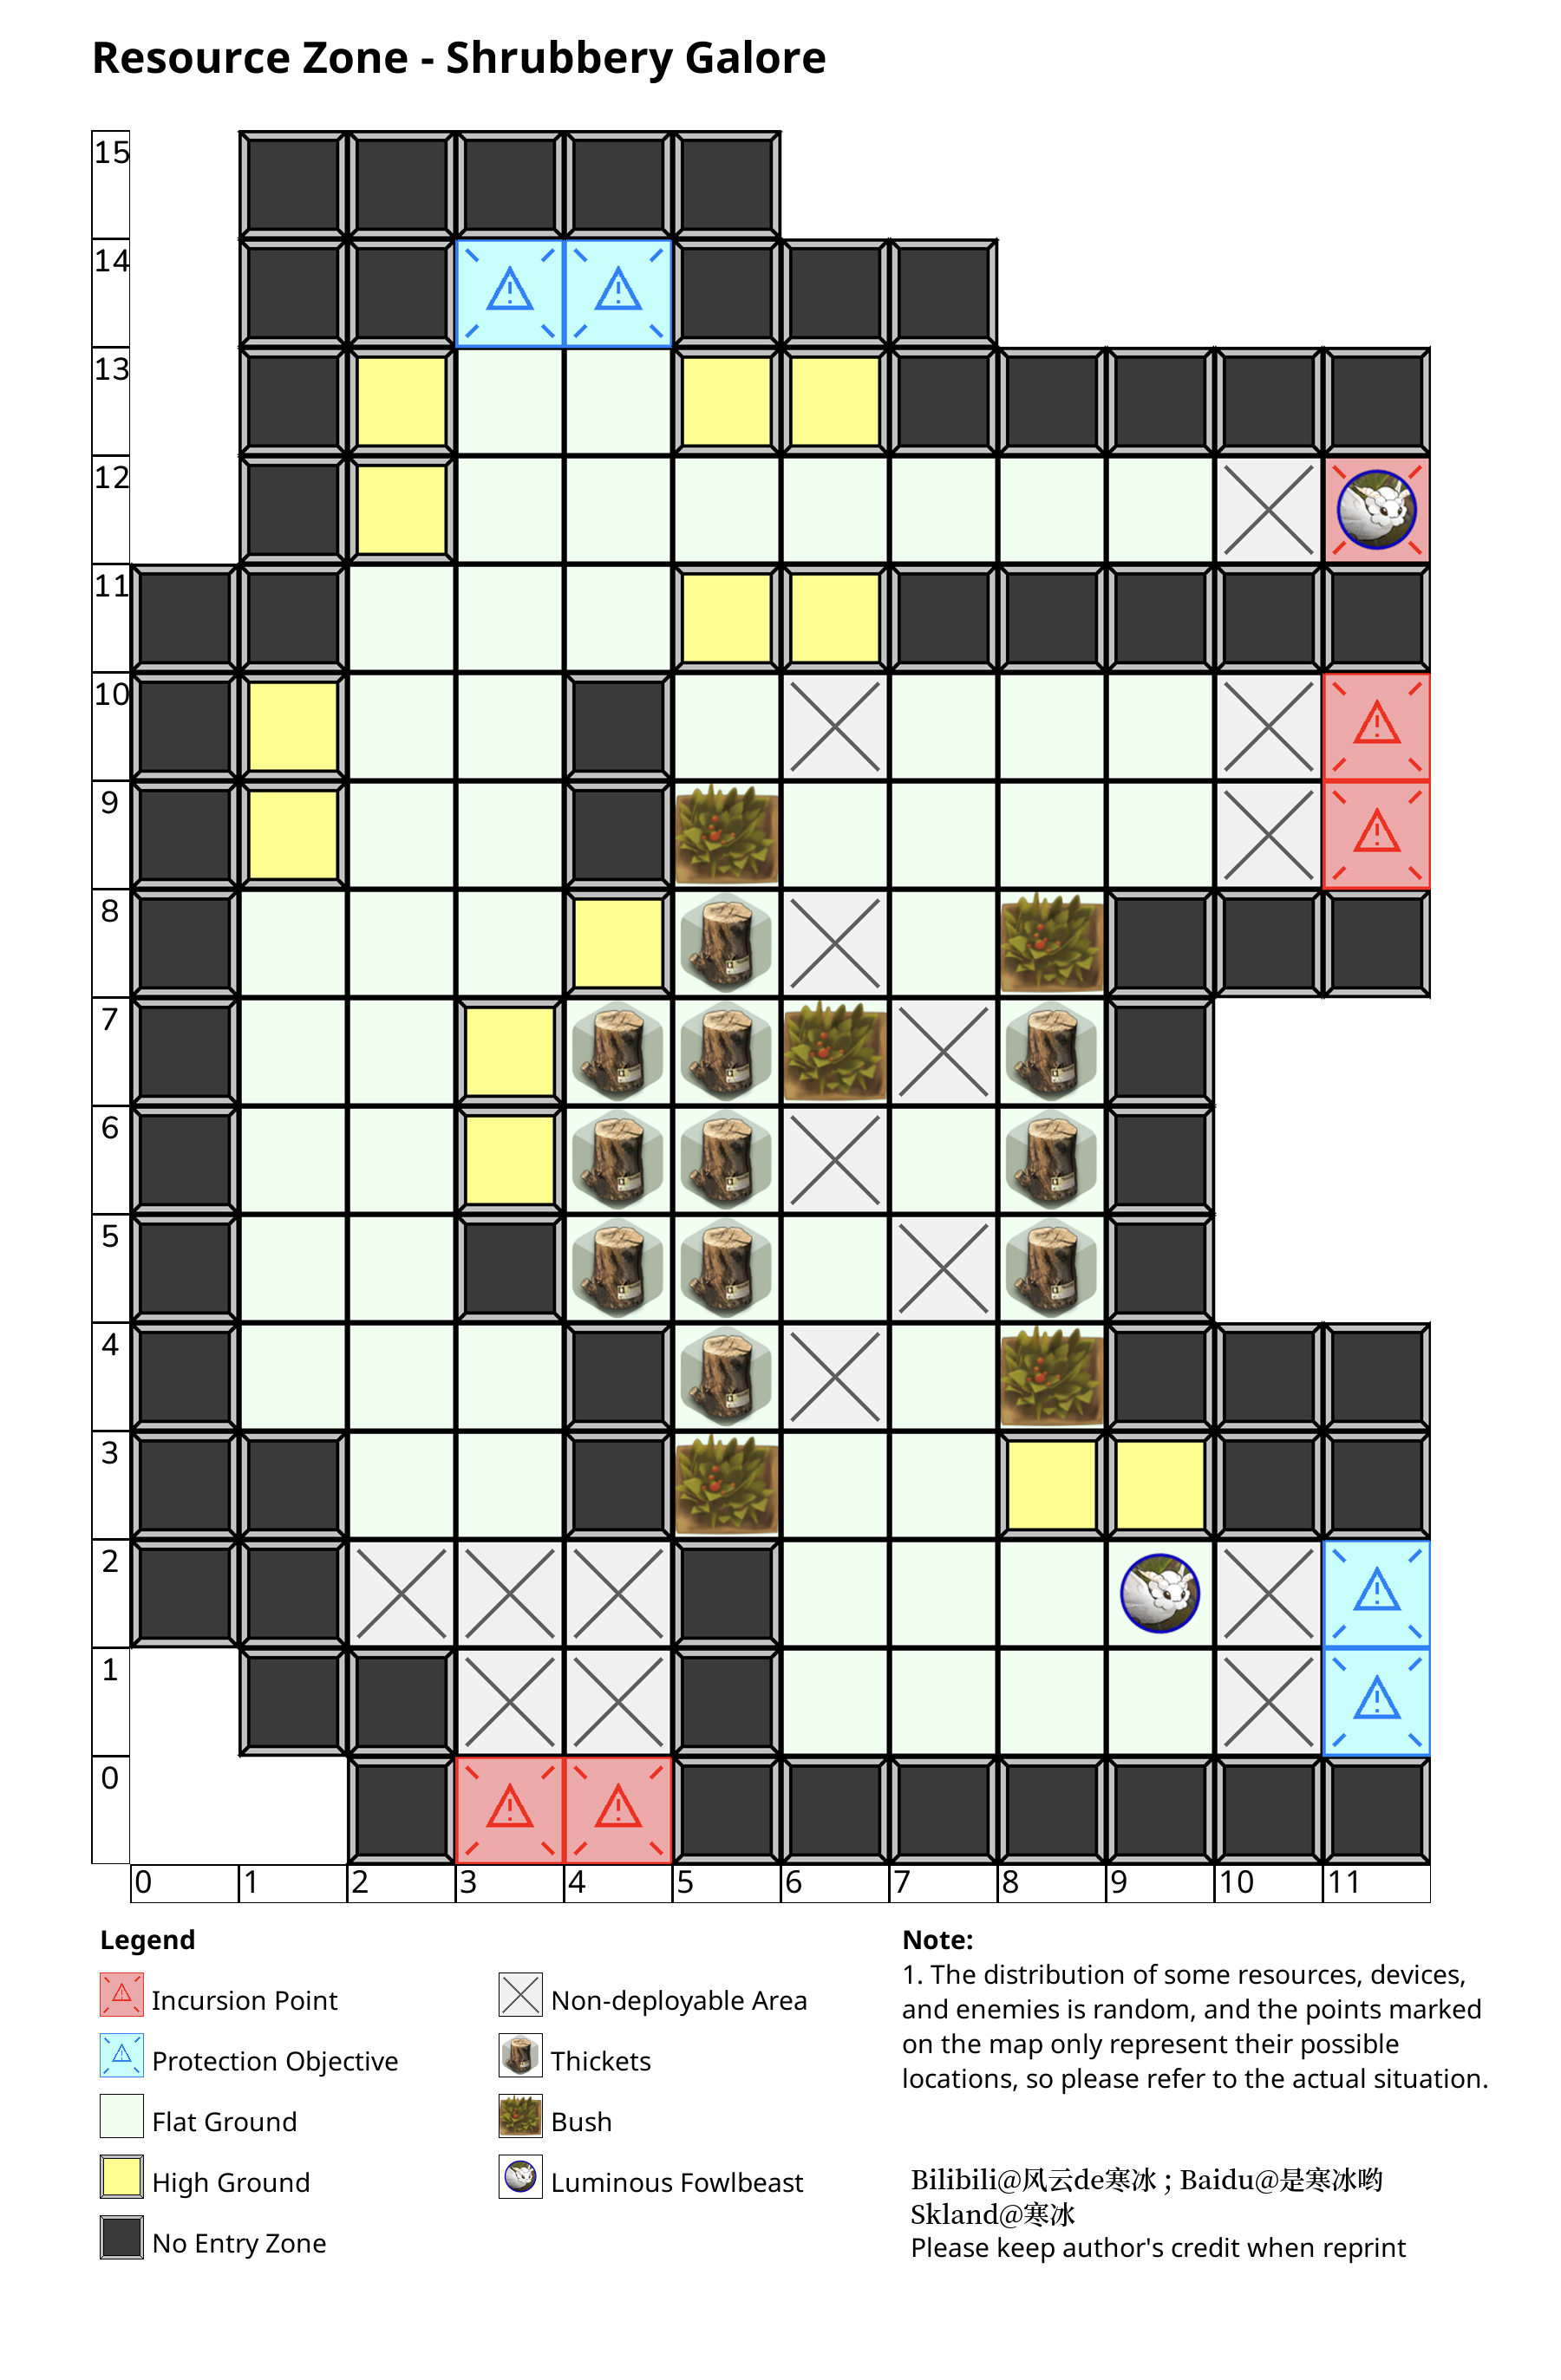 Resource Zone - Shrubbery Galore
15
14
13
12
11
10
9
8
7
6
5
4
3
2
1
0
0 1 2 3 4 5 6 7 8 9 10 11
Legend
Incursion Point
Protection Objective
Flat Ground
High Ground
No Entry Zone
Non-deployable Area
Thickets
Bush
Luminous Fowlbeast
Note:
1. The distribution of some resources, devices,
and enemies is random, and the points marked
on the map only represent their possible
locations, so please refer to the actual situation.
Bilibili@风云de寒冰 ; Baidu@是寒冰哟
Skland@寒冰
Please keep author's credit when reprint